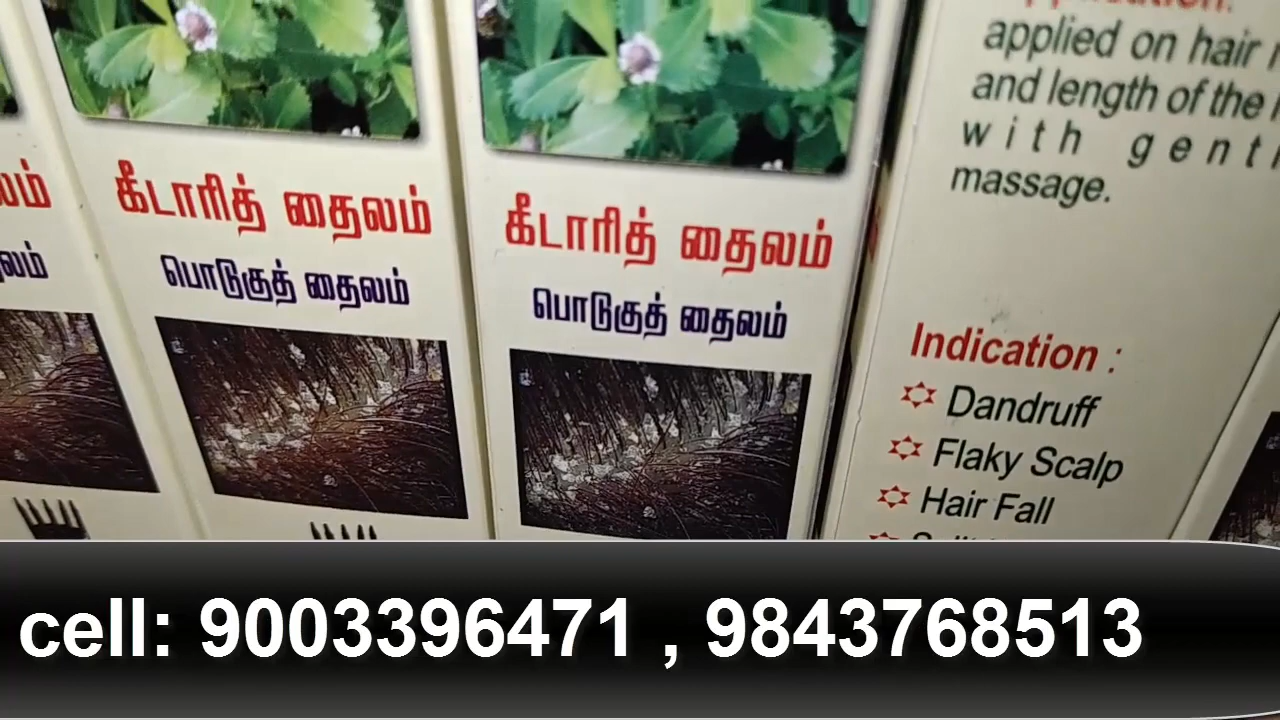 கீடாரித் தைலம்
பொடுகுத் தைலம்
கீடாரித் தைலம்
பொடுகுத் தைலம்
applied on hair
and length of the
with
massage.
Indication :
Dandruff
Flaky Scalp
Hair Fall
cell: 9003396471 , 9843768513